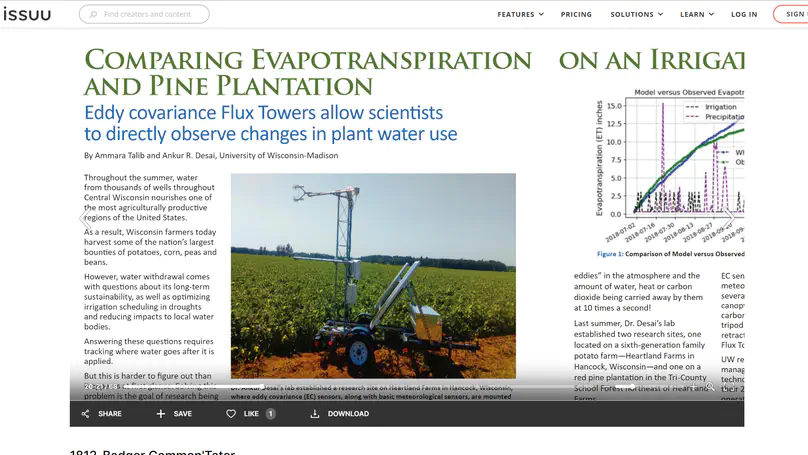 issuu
Find creators and content
FEATURES
PRICING
SOLUTIONS
LEARN
LOG IN
SIGN
COMPARING EVAPOTRANSPIRATION
AND PINE PLANTATION
Eddy covariance Flux Towers allow scientists
to directly observe changes in plant water use
By Ammara Talib and Ankur R. Desai, University of Wisconsin-Madison
Throughout the summer, water
from thousands of wells throughout
Central Wisconsin nourishes one of
the most agriculturally productive
regions of the United States.
As a result, Wisconsin farmers today
harvest some of the nation's largest
bounties of potatoes, corn, peas and
beans.
However, water withdrawal comes
with questions about its long-term
sustainability, as well as optimizing
irrigation scheduling in droughts
and reducing impacts to local water
bodies.
Answering these questions requires
tracking where water goes after it is
applied.
But this is harder to figure out than
problem is the goal of research being
Dr. Ankur Desai's lab established a research site on Heartland Farms in Hancock, Wisconsin,
where eddy covariance (EC) sensors, along with basic meteorological sensors, are mounted
ON AN IRRIGAT
Model versus Observed Evapotr
Evapotranspiration (ET) inches
15.0
12.5
10.0
7.5
5.0
2.5
0.0
Irrigation
Precipitatio
WI
Ob
2018-07-02
2018-07-16
2018-07-30
2018-08-13
2018-08-27
2018-09-
Figure 1: Comparison of Model versus Observed
eddies" in the atmosphere and the
amount of water, heat or carbon
dioxide being carried away by them
at 10 times a second!
Last summer, Dr. Desai's lab
established two research sites, one
located on a sixth-generation family
potato farm—Heartland Farms in
Hancock, Wisconsin—and one on a
red pine plantation in the Tri-County
School Forest northeast of Heartland
Farms.
EC sen
meteo
severa
canop
carbon
tripod
retract
Flux To
UW re
manag
techno
their 2
operat
SHARE
SAVE
LIKE
1
DOWNLOAD
1812_Badger Common'Tater